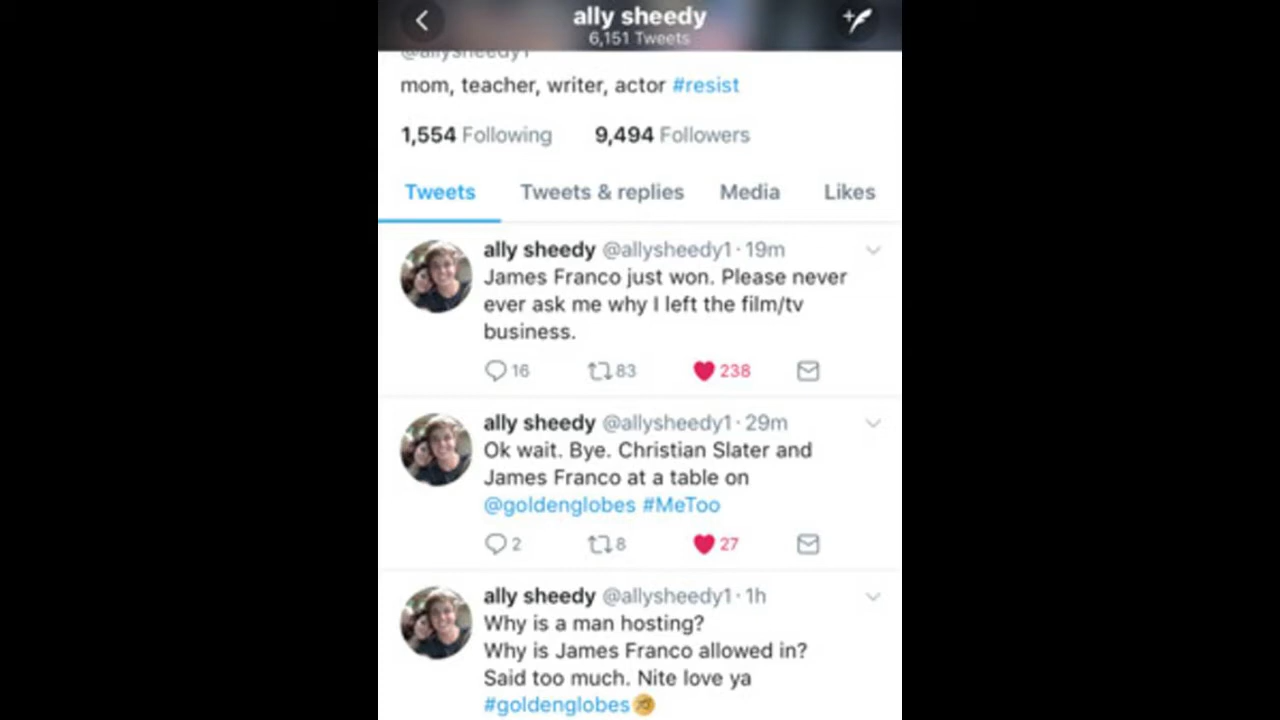 ally sheedy
6,151 Tweets
@allysheedy1
mom, teacher, writer, actor #resist
1,554 Following 9,494 Followers
Tweets Tweets & replies Media Likes
ally sheedy @allysheedy1 · 19m
James Franco just won. Please never
ever ask me why I left the film/tv
business.
16 83 238
ally sheedy @allysheedy1 · 29m
Ok wait. Bye. Christian Slater and
James Franco at a table on
@goldenglobes #MeToo
2 8 27
ally sheedy @allysheedy1 · 1h
Why is a man hosting?
Why is James Franco allowed in?
Said too much. Nite love ya
#goldenglobes